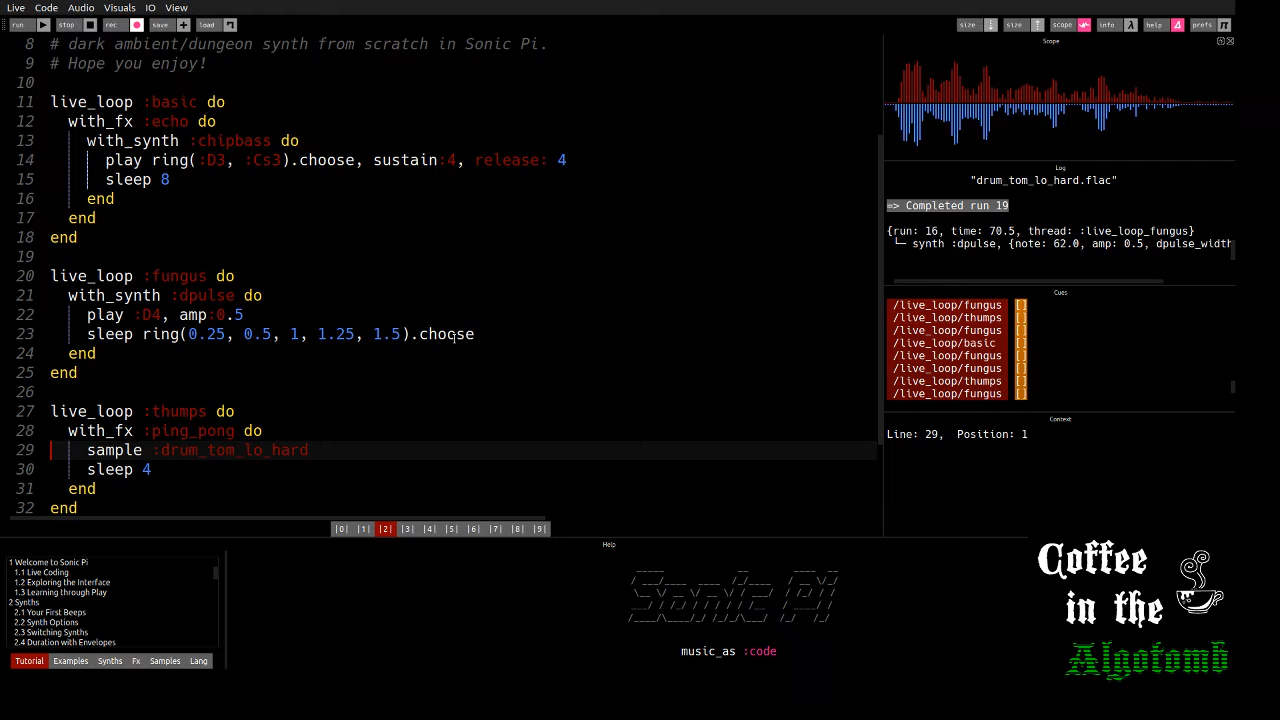 Live Code Audio Visuals IO View
run stop rec save load size size scope info help prefs
8 # dark ambient/dungeon synth from scratch in Sonic Pi.
9 # Hope you enjoy!
10
11 live_loop :basic do
12 with_fx :echo do
13 with_synth :chipbass do
14 play ring(:D3, :Cs3).choose, sustain:4, release: 4
15 sleep 8
16 end
17 end
18 end
19
20 live_loop :fungus do
21 with_synth :dpulse do
22 play :D4, amp:0.5
23 sleep ring(0.25, 0.5, 1, 1.25, 1.5).choose
24 end
25 end
26
27 live_loop :thumps do
28 with_fx :ping_pong do
29 sample :drum_tom_lo_hard
30 sleep 4
31 end
32 end
|0| |1| |2| |3| |4| |5| |6| |7| |8| |9|
Scope
Log
"drum_tom_lo_hard.flac"
=> Completed run 19
{run: 16, time: 70.5, thread: :live_loop_fungus}
└─ synth :dpulse, {note: 62.0, amp: 0.5, dpulse_width
Cues
/live_loop/fungus []
/live_loop/thumps []
/live_loop/fungus []
/live_loop/basic []
/live_loop/fungus []
/live_loop/fungus []
/live_loop/thumps []
/live_loop/fungus []
Context
Line: 29, Position: 1
Help
1 Welcome to Sonic Pi
1.1 Live Coding
1.2 Exploring the Interface
1.3 Learning through Play
2 Synths
2.1 Your First Beeps
2.2 Synth Options
2.3 Switching Synths
2.4 Duration with Envelopes
Tutorial Examples Synths Fx Samples Lang
Sonic Pi
music_as :code
Coffee
in the
Algotomb